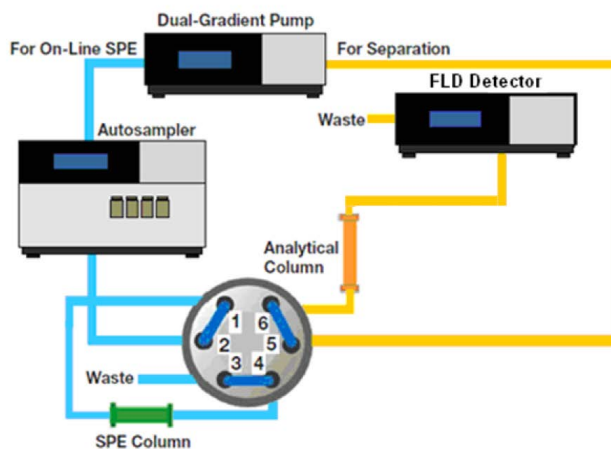 Dual-Gradient Pump
For On-Line SPE
For Separation
FLD Detector
Waste
Autosampler
Analytical
Column
1
6
2
5
3
4
Waste
SPE Column